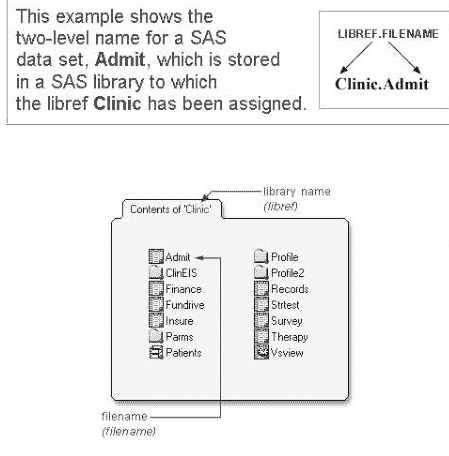 This example shows the
two-level name for a SAS
data set, Admit, which is stored
in a SAS library to which
the libref Clinic has been assigned.
LIBREF.FILENAME
Clinic.Admit
library name
(libref)
Contents of 'Clinic'
Admit
ClinEIS
Finance
Fundrive
Insure
Parms
Patients
Profile
Profile2
Records
Strtest
Survey
Therapy
Vsview
filename
(filename)